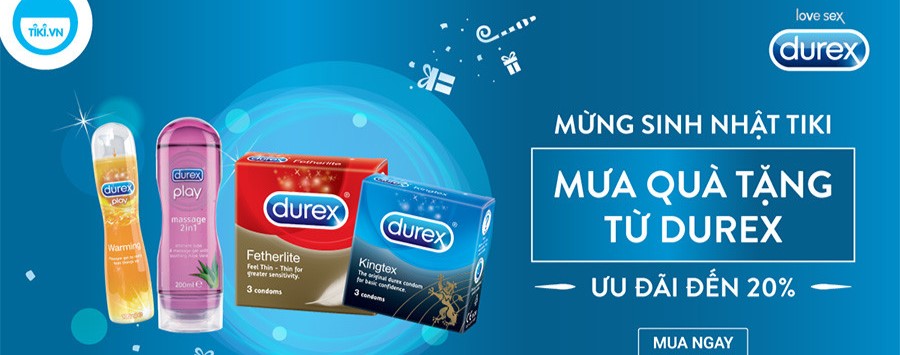 TIKI.VN
love sex
durex
MỪNG SINH NHẬT TIKI
MƯA QUÀ TẶNG
TỪ DUREX
ƯU ĐÃI ĐẾN 20%
MUA NGAY
durex
play
Warming
durex
play
massage
2in1
200ml e
Fetherlite
durex
Fetherlite
Feel Thin - Thin for
greater sensitivity.
3 condoms
Kingtex
durex
Kingtex
The original durex condom
for basic confidence.
3 condoms